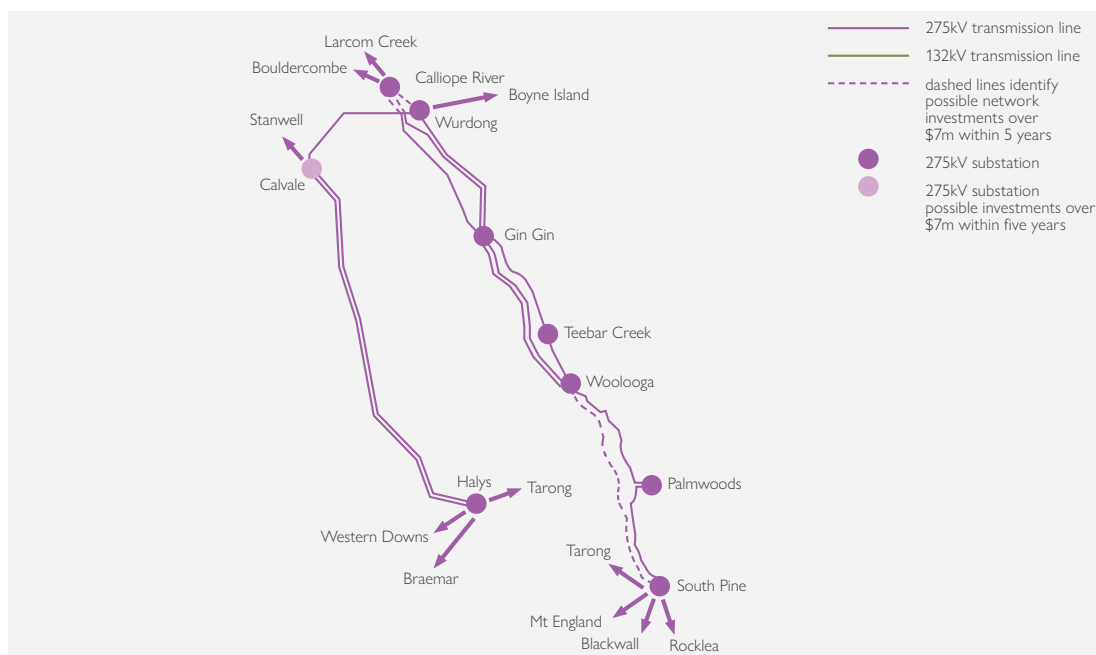 Larcom Creek
Bouldercombe
Calliope River
Boyne Island
Stanwell
Wurdong
Calvale
Gin Gin
Teebar Creek
Woolooga
Halys
Tarong
Palmwoods
Western Downs
Braemar
Tarong
South Pine
Mt England
Blackwall
Rocklea
275kV transmission line
132kV transmission line
dashed lines identify
possible network
investments over
$7m within 5 years
275kV substation
275kV substation
possible investments over
$7m within five years